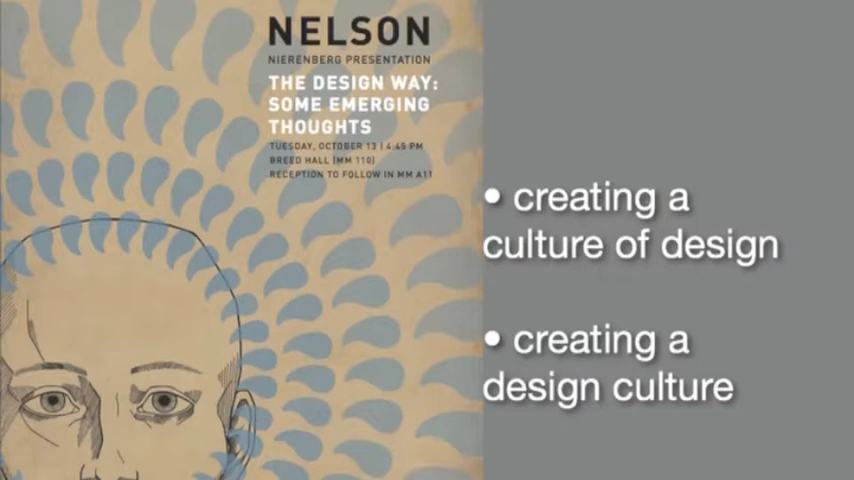 NELSON
NIERENBERG PRESENTATION
THE DESIGN WAY:
SOME EMERGING
THOUGHTS
TUESDAY, OCTOBER 13 | 4:45 PM
BREED HALL (MM 110)
RECEPTION TO FOLLOW IN MM A11
• creating a
culture of design
• creating a
design culture